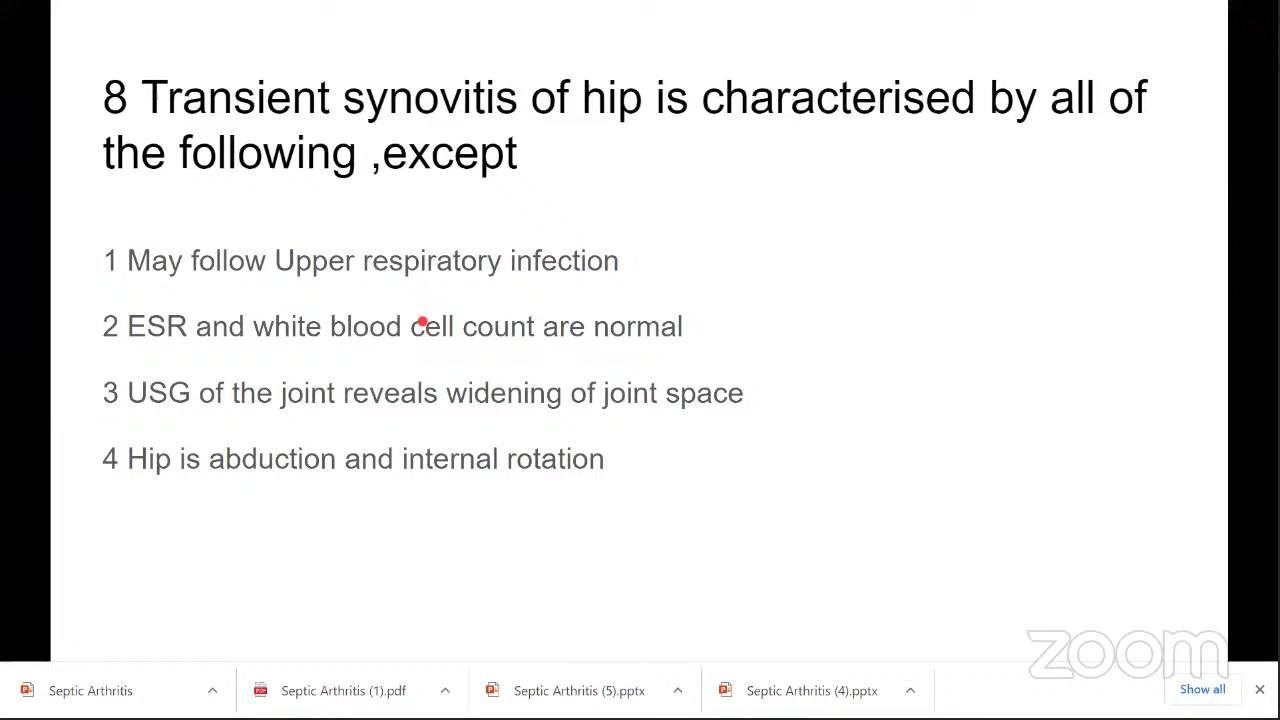 8 Transient synovitis of hip is characterised by all of
the following ,except
1 May follow Upper respiratory infection
2 ESR and white blood cell count are normal
3 USG of the joint reveals widening of joint space
4 Hip is abduction and internal rotation
zoom
Septic Arthritis
PDF
Septic Arthritis (1).pdf
Septic Arthritis (5).pptx
Septic Arthritis (4).pptx
Show all